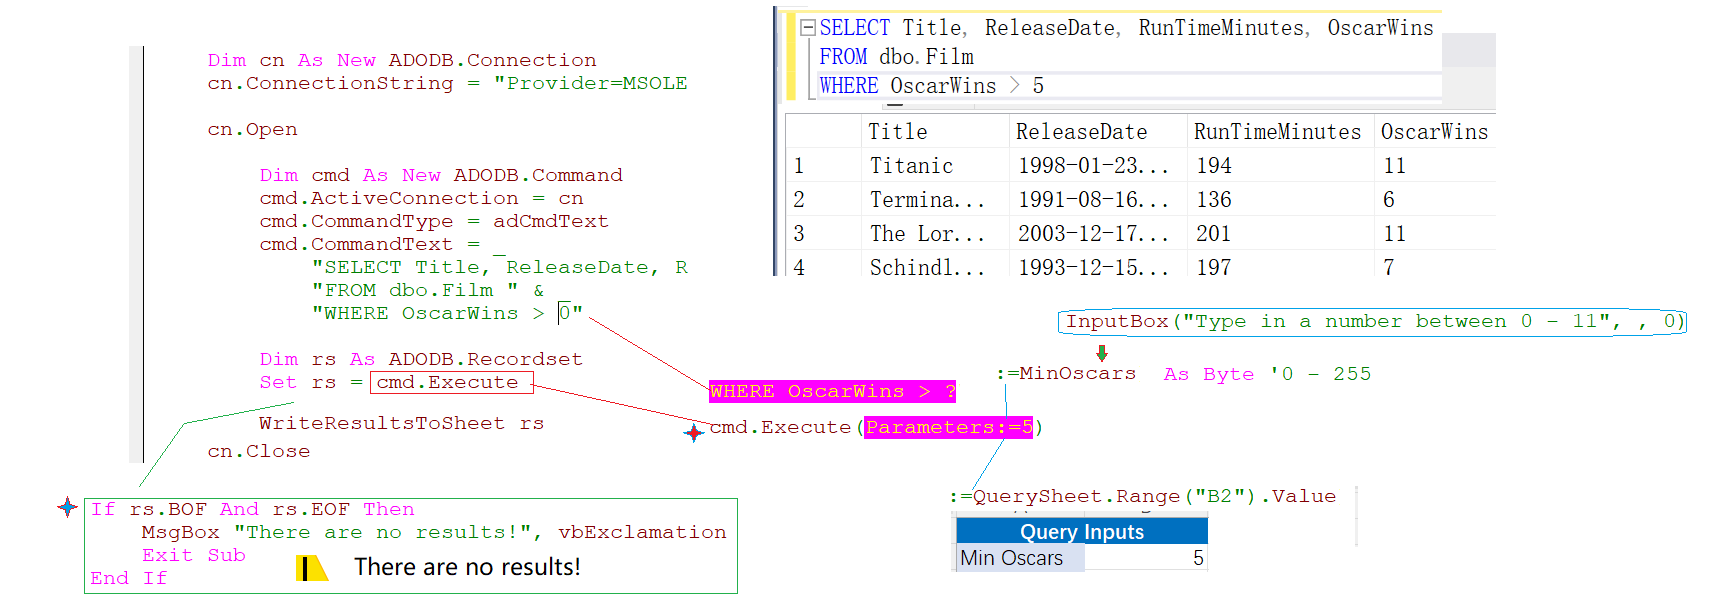 Dim cn As New ADODB.Connection
cn.ConnectionString = "Provider=MSOLE
cn.Open
Dim cmd As New ADODB.Command
cmd.ActiveConnection = cn
cmd.CommandType = adCmdText
cmd.CommandText = _
"SELECT Title, ReleaseDate, R
"FROM dbo.Film " &
"WHERE OscarWins > 0"
Dim rs As ADODB.Recordset
Set rs = cmd.Execute
WriteResultsToSheet rs
cn.Close
If rs.BOF And rs.EOF Then
MsgBox "There are no results!", vbExclamation
Exit Sub
End If
There are no results!
SELECT Title, ReleaseDate, RunTimeMinutes, OscarWins
FROM dbo.Film
WHERE OscarWins > 5
Title ReleaseDate RunTimeMinutes OscarWins
1 Titanic 1998-01-23... 194 11
2 Termina... 1991-08-16... 136 6
3 The Lor... 2003-12-17... 201 11
4 Schindl... 1993-12-15... 197 7
InputBox("Type in a number between 0 - 11", , 0)
:=MinOscars As Byte '0 - 255
WHERE OscarWins > ?
cmd.Execute(Parameters:=5)
:=QuerySheet.Range("B2").Value
Query Inputs
Min Oscars 5